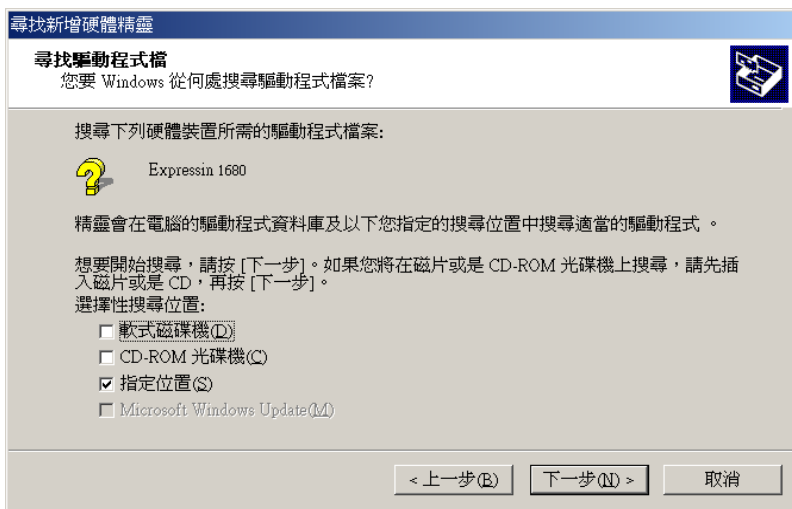 尋找新增硬體精靈
尋找驅動程式檔
您要 Windows 從何處搜尋驅動程式檔案?
搜尋下列硬體裝置所需的驅動程式檔案:
Expressin 1680
精靈會在電腦的驅動程式資料庫及以下您指定的搜尋位置中搜尋適當的驅動程式 。
想要開始搜尋，請按 [下一步]。如果您將在磁片或是 CD-ROM 光碟機上搜尋，請先插
入磁片或是 CD，再按 [下一步]。
選擇性搜尋位置:
軟式磁碟機(D)
CD-ROM 光碟機(C)
指定位置(S)
Microsoft Windows Update(M)
< 上一步(B) 下一步(N) > 取消